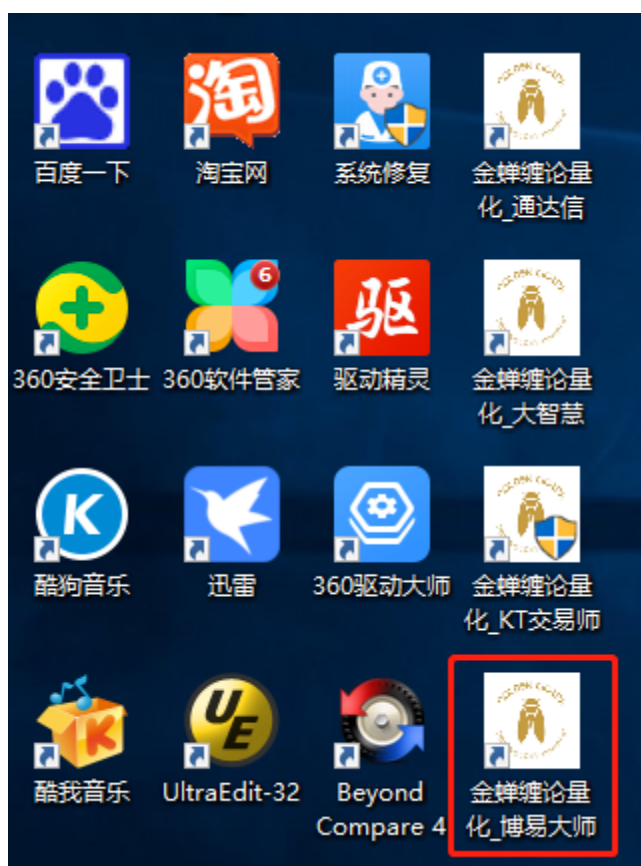 淘
百度一下
淘宝网
系统修复
金蝉缠论量
化_通达信
6
驱
360安全卫士
360软件管家
驱动精灵
金蝉缠论量
化_大智慧
K
酷狗音乐
迅雷
360驱动大师
金蝉缠论量
化_KT交易师
K
UE
酷我音乐
UltraEdit-32
Beyond
Compare 4
金蝉缠论量
化_博易大师